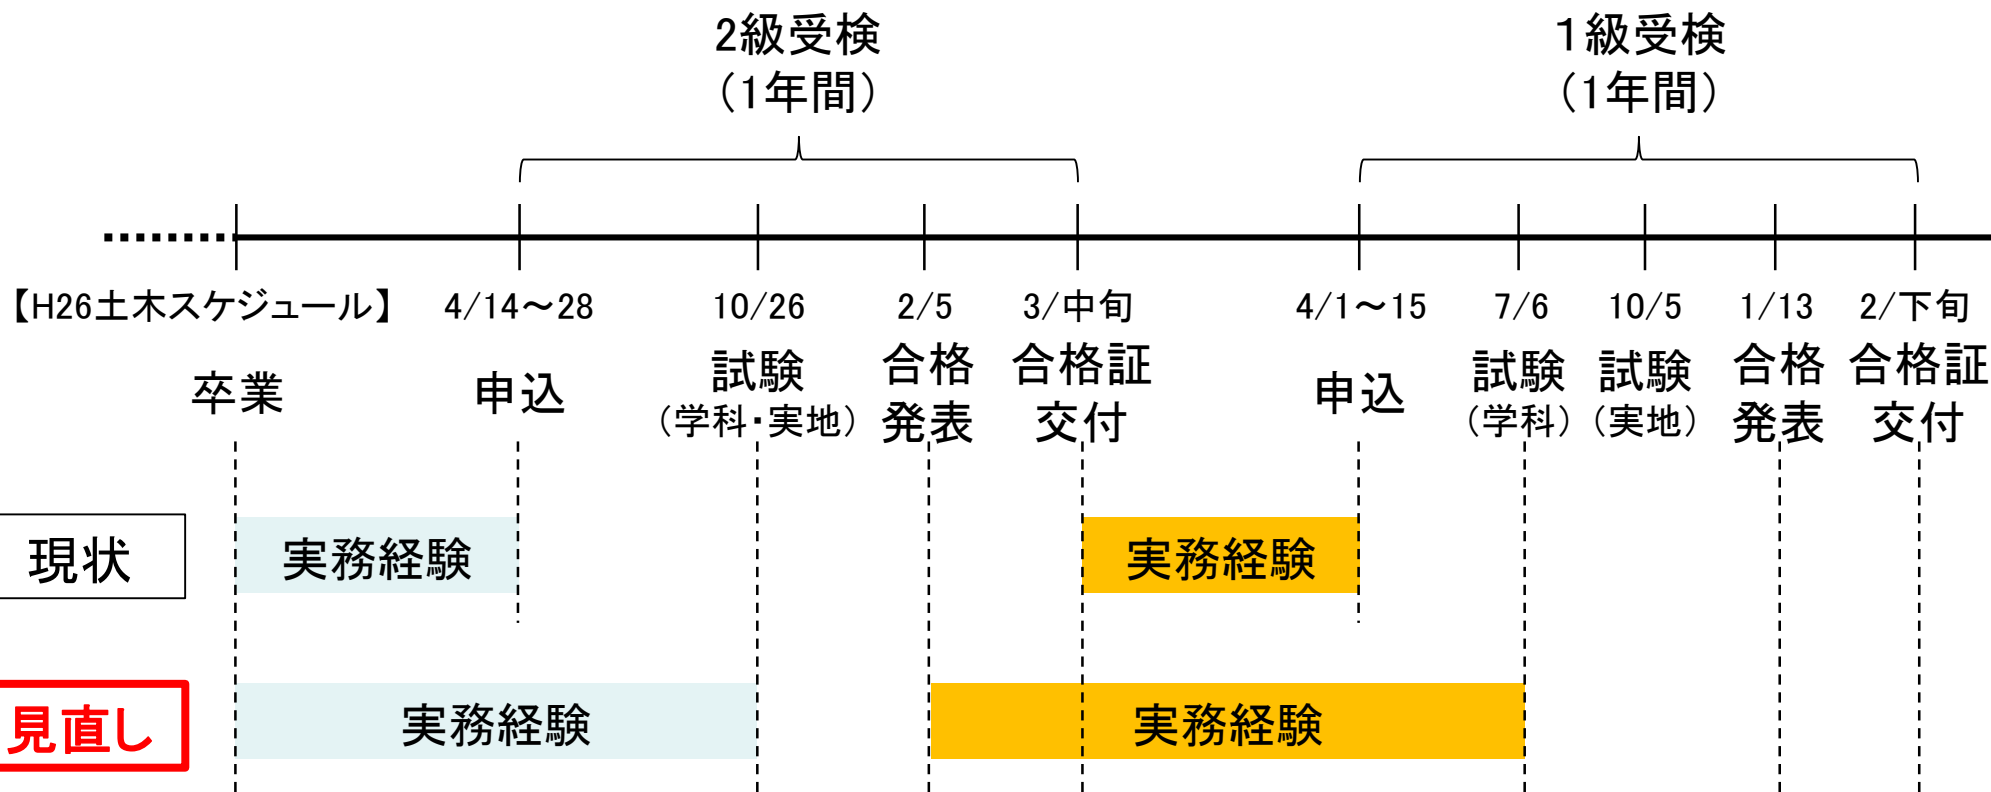 2級受検
（1年間）
1級受検
（1年間）
【H26土木スケジュール】
4/14～28
10/26
2/5
3/中旬
4/1～15
7/6
10/5
1/13
2/下旬
卒業
申込
試験
（学科・実地）
合格
発表
合格証
交付
申込
試験
（学科）
試験
（実地）
合格
発表
合格証
交付
現状
実務経験
実務経験
見直し
実務経験
実務経験